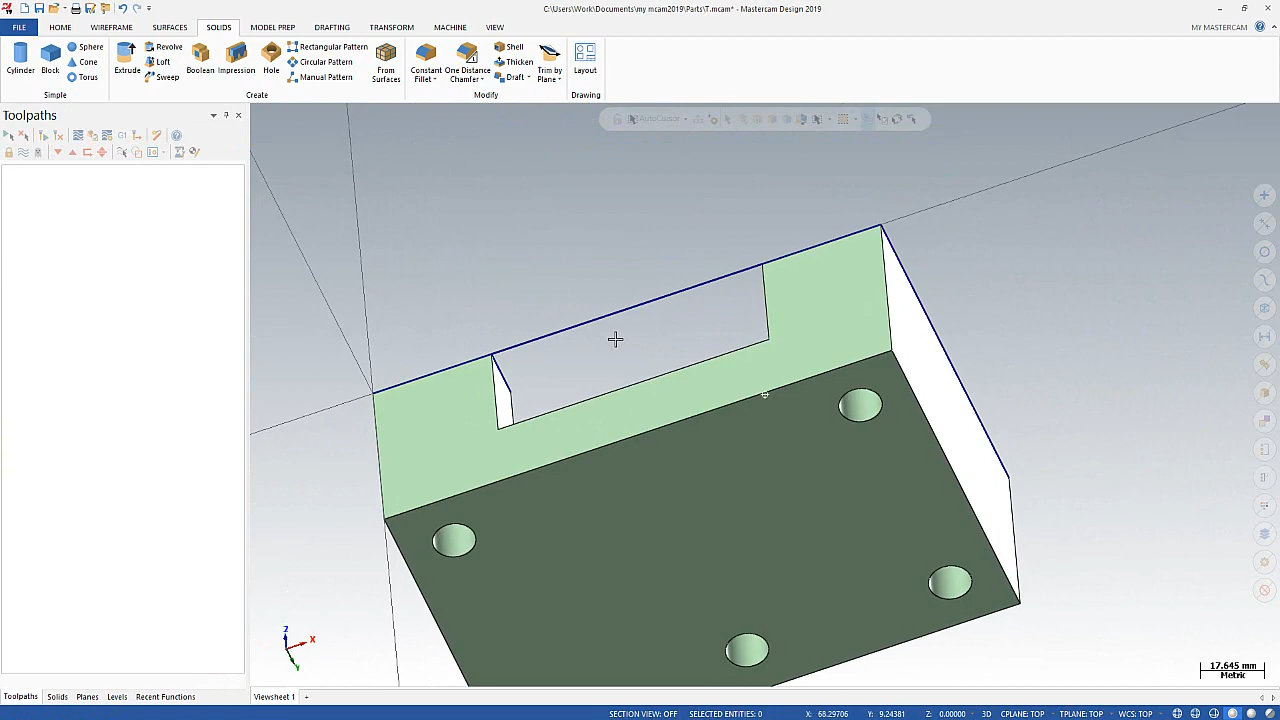 C:\Users\Work\Documents\my mcam2019\Parts\T.mcam* - Mastercam Design 2019
FILE HOME WIREFRAME SURFACES SOLIDS MODEL PREP DRAFTING TRANSFORM MACHINE VIEW MY MASTERCAM
Cylinder Block Sphere Cone Torus
Simple
Extrude Revolve Loft Sweep Boolean Impression Hole Rectangular Pattern Circular Pattern Manual Pattern From Surfaces
Create
Constant Fillet One Distance Chamfer Shell Thicken Draft Trim by Plane
Modify
Layout
Drawing
Toolpaths
AutoCursor
G1
Z
X
Y
17.645 mm
Metric
Toolpaths Solids Planes Levels Recent Functions Viewsheet 1 +
SECTION VIEW: OFF SELECTED ENTITIES: 0 X: 68.29706 Y: 9.24381 Z: 0.00000 3D CPLANE: TOP TPLANE: TOP WCS: TOP